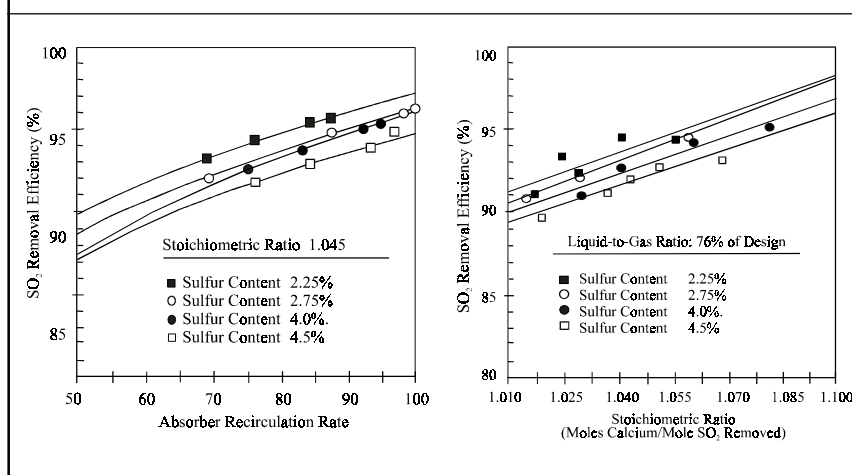 100
95
90
85
SO2 Removal Efficiency (%)
Stoichiometric Ratio 1.045
Sulfur Content 2.25%
Sulfur Content 2.75%
Sulfur Content 4.0%.
Sulfur Content 4.5%
50 60 70 80 90 100
Absorber Recirculation Rate
100
95
90
85
80
SO2 Removal Efficiency (%)
Liquid-to-Gas Ratio: 76% of Design
Sulfur Content 2.25%
Sulfur Content 2.75%
Sulfur Content 4.0%.
Sulfur Content 4.5%
1.010 1.025 1.040 1.055 1.070 1.085 1.100
Stoichiometric Ratio
(Moles Calcium/Mole SO2 Removed)